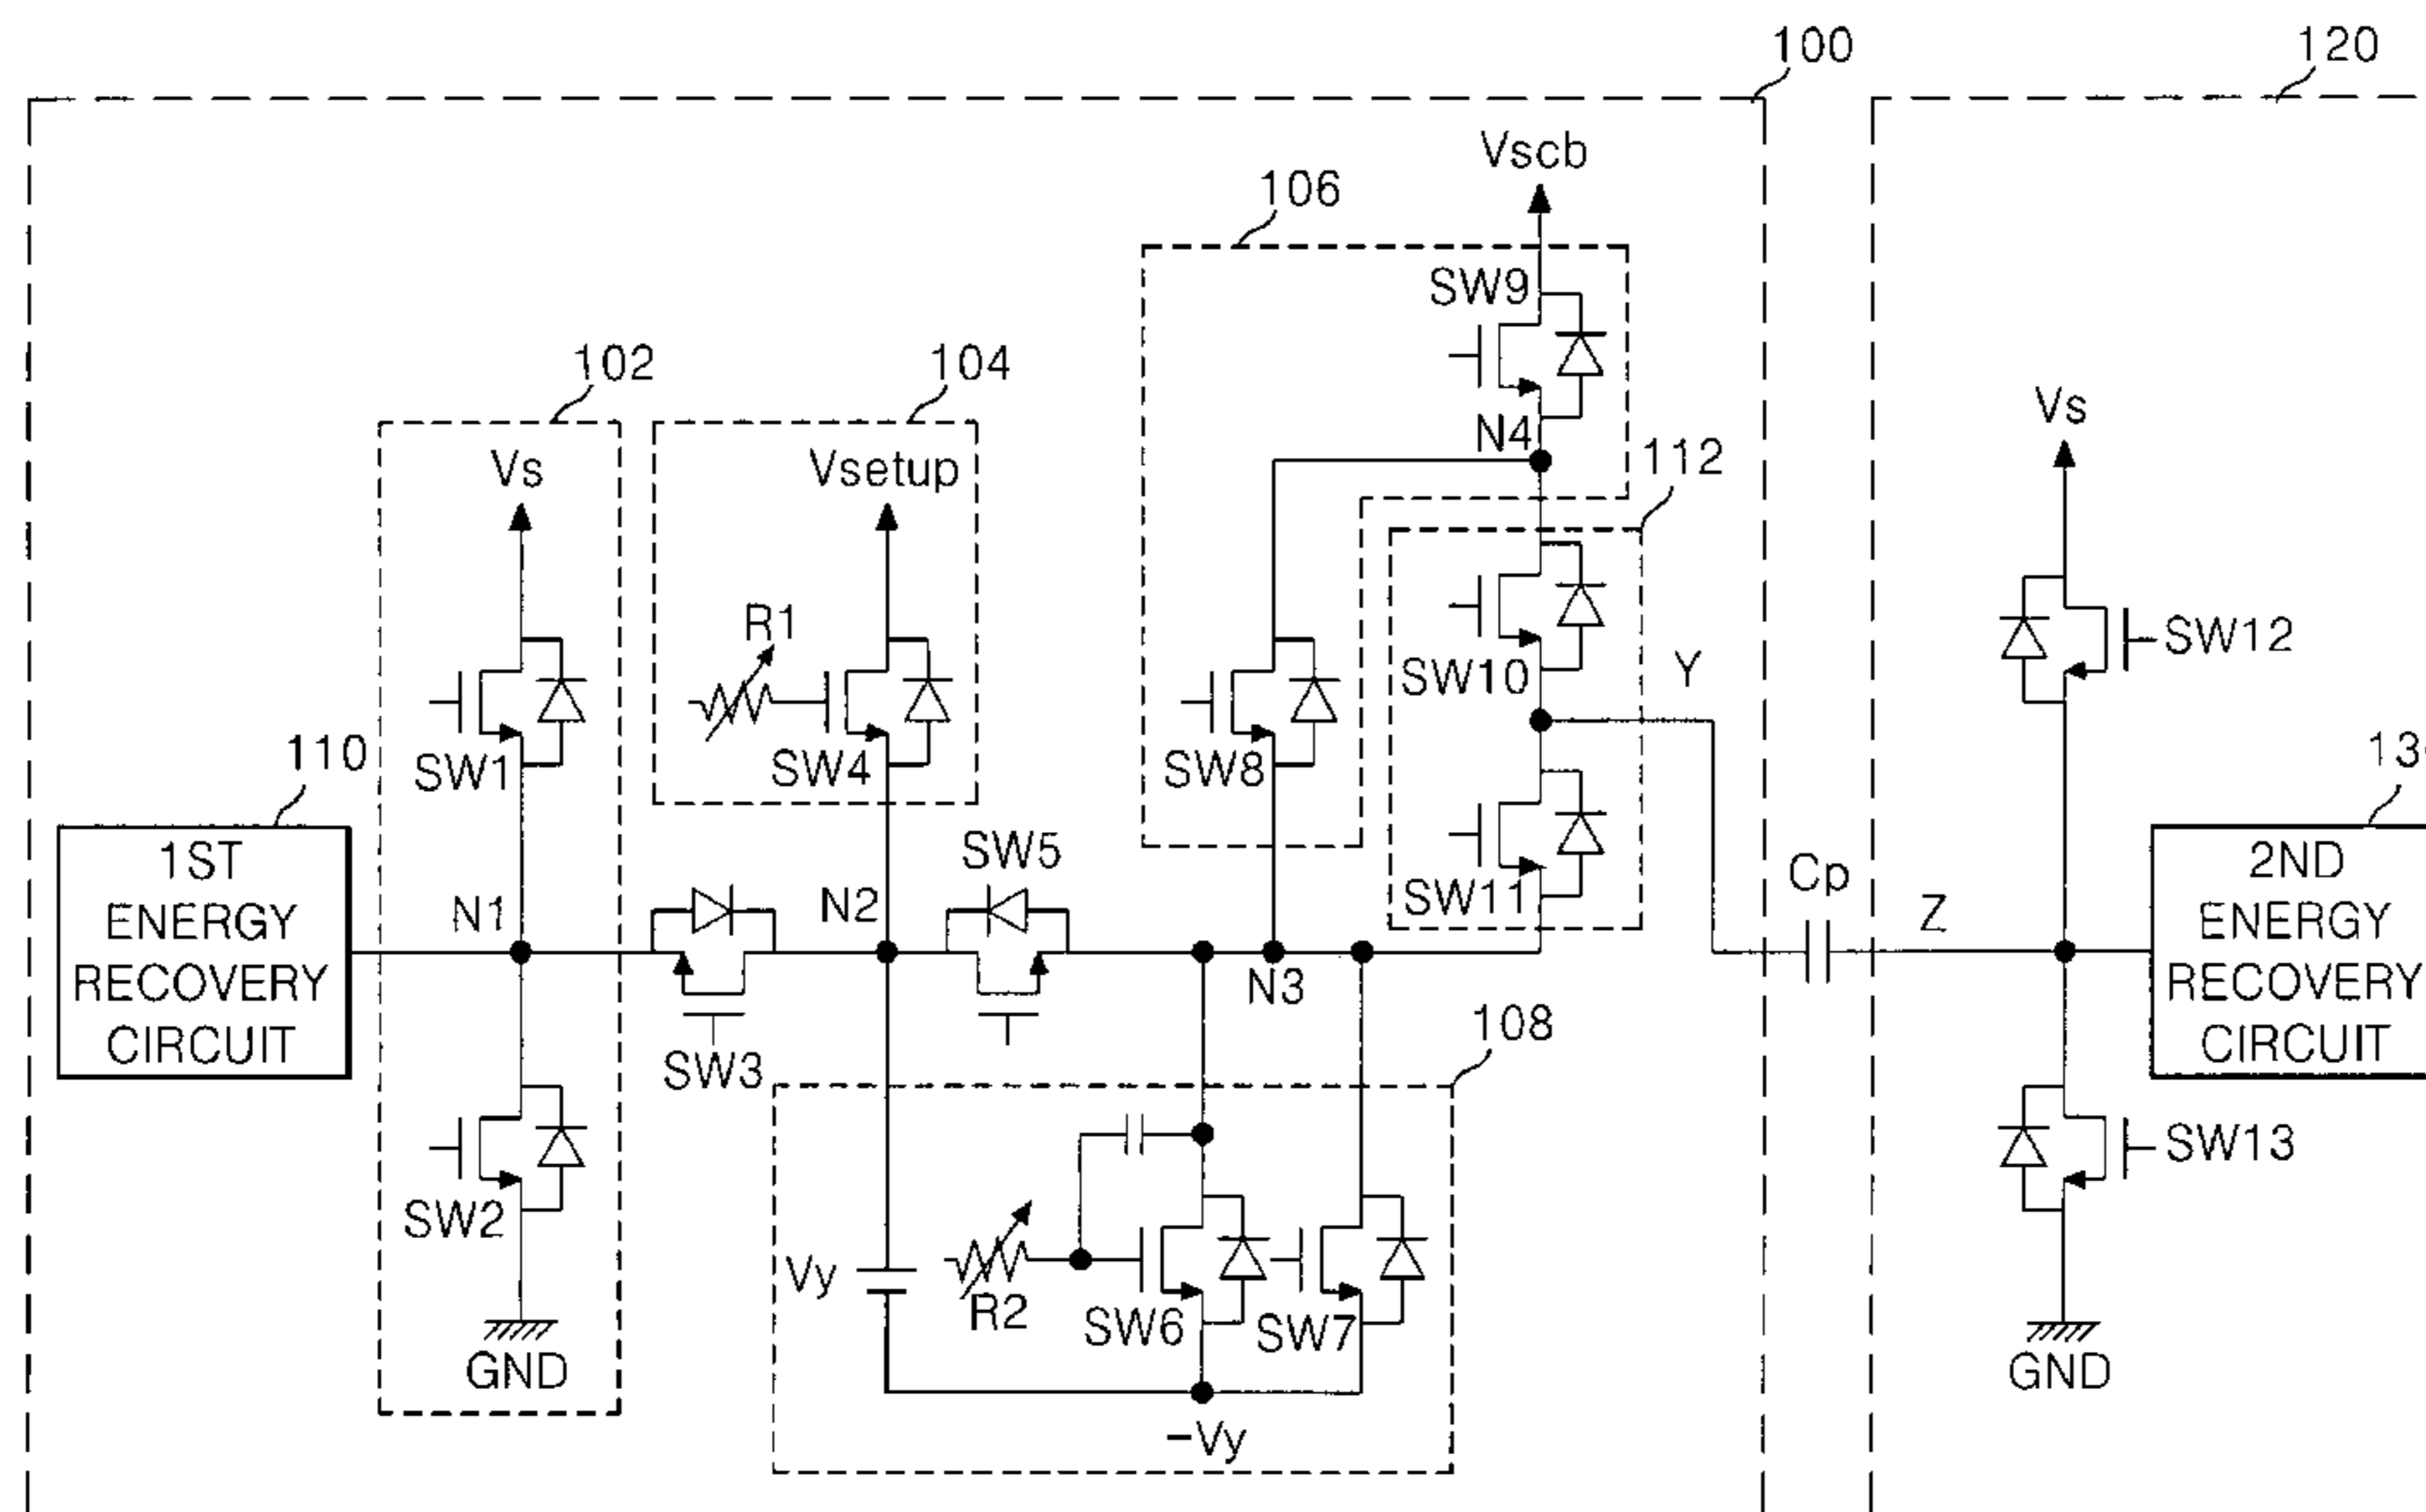 100
120
Vscb
106
SW9
102
104
N4
112
Vs
Vs
Vsetup
R1
SW10
Y
SW12
110
SW1
SW4
SW8
1ST
ENERGY
RECOVERY
CIRCUIT
N1
SW3
N2
SW5
N3
SW11
Cp
Z
2ND
ENERGY
RECOVERY
CIRCUIT
108
SW2
GND
Vy
R2
SW6
SW7
-Vy
SW13
GND